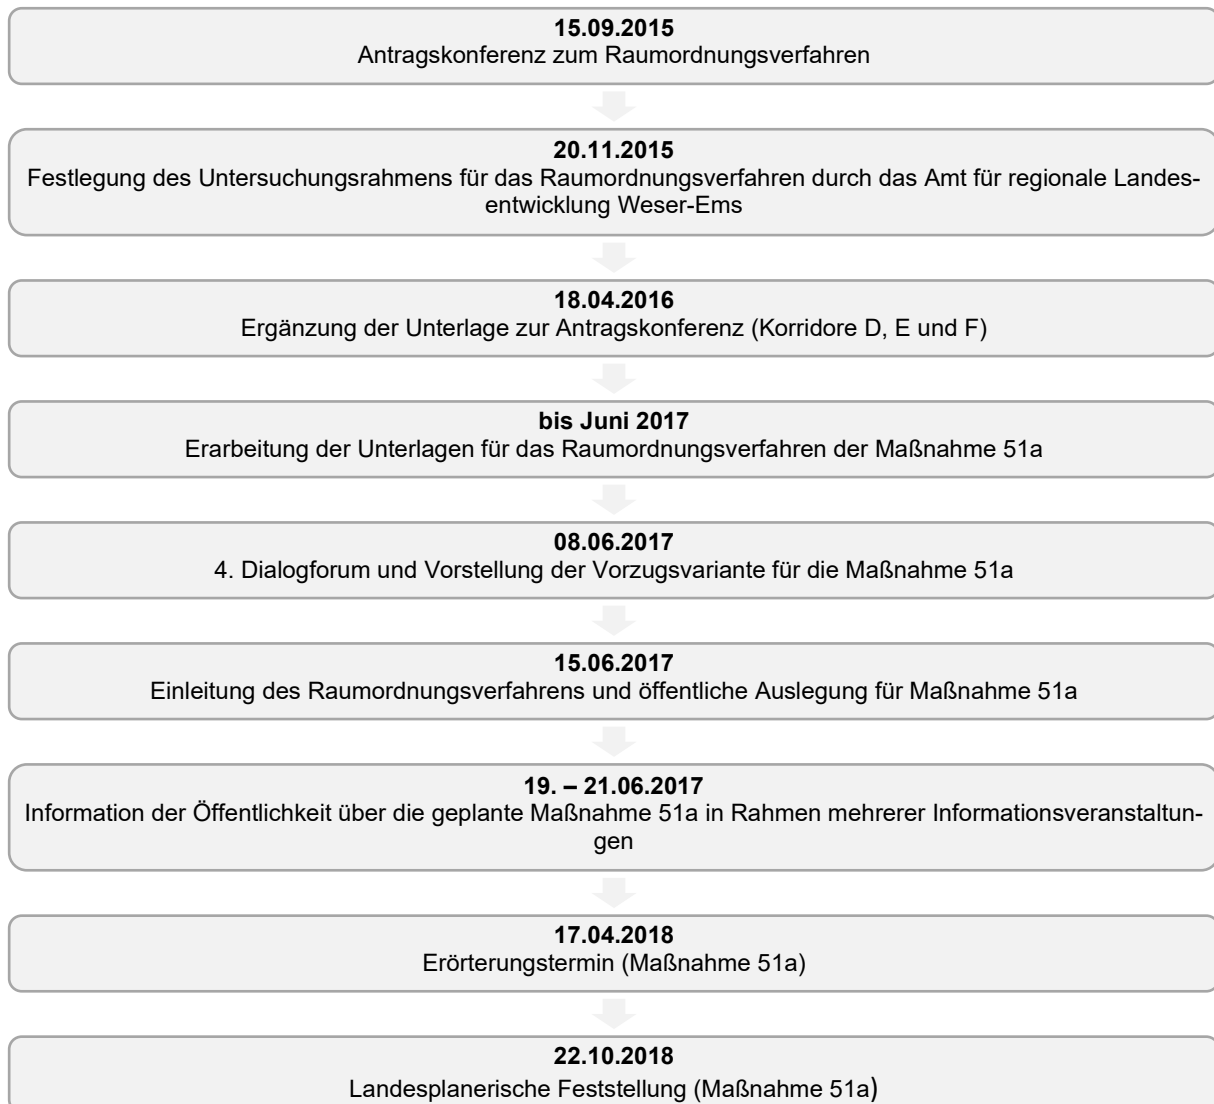 15.09.2015
Antragskonferenz zum Raumordnungsverfahren
20.11.2015
Festlegung des Untersuchungsrahmens für das Raumordnungsverfahren durch das Amt für regionale Landes-
entwicklung Weser-Ems
18.04.2016
Ergänzung der Unterlage zur Antragskonferenz (Korridore D, E und F)
bis Juni 2017
Erarbeitung der Unterlagen für das Raumordnungsverfahren der Maßnahme 51a
08.06.2017
4. Dialogforum und Vorstellung der Vorzugsvariante für die Maßnahme 51a
15.06.2017
Einleitung des Raumordnungsverfahrens und öffentliche Auslegung für Maßnahme 51a
19. – 21.06.2017
Information der Öffentlichkeit über die geplante Maßnahme 51a in Rahmen mehrerer Informationsveranstaltun-
gen
17.04.2018
Erörterungstermin (Maßnahme 51a)
22.10.2018
Landesplanerische Feststellung (Maßnahme 51a)